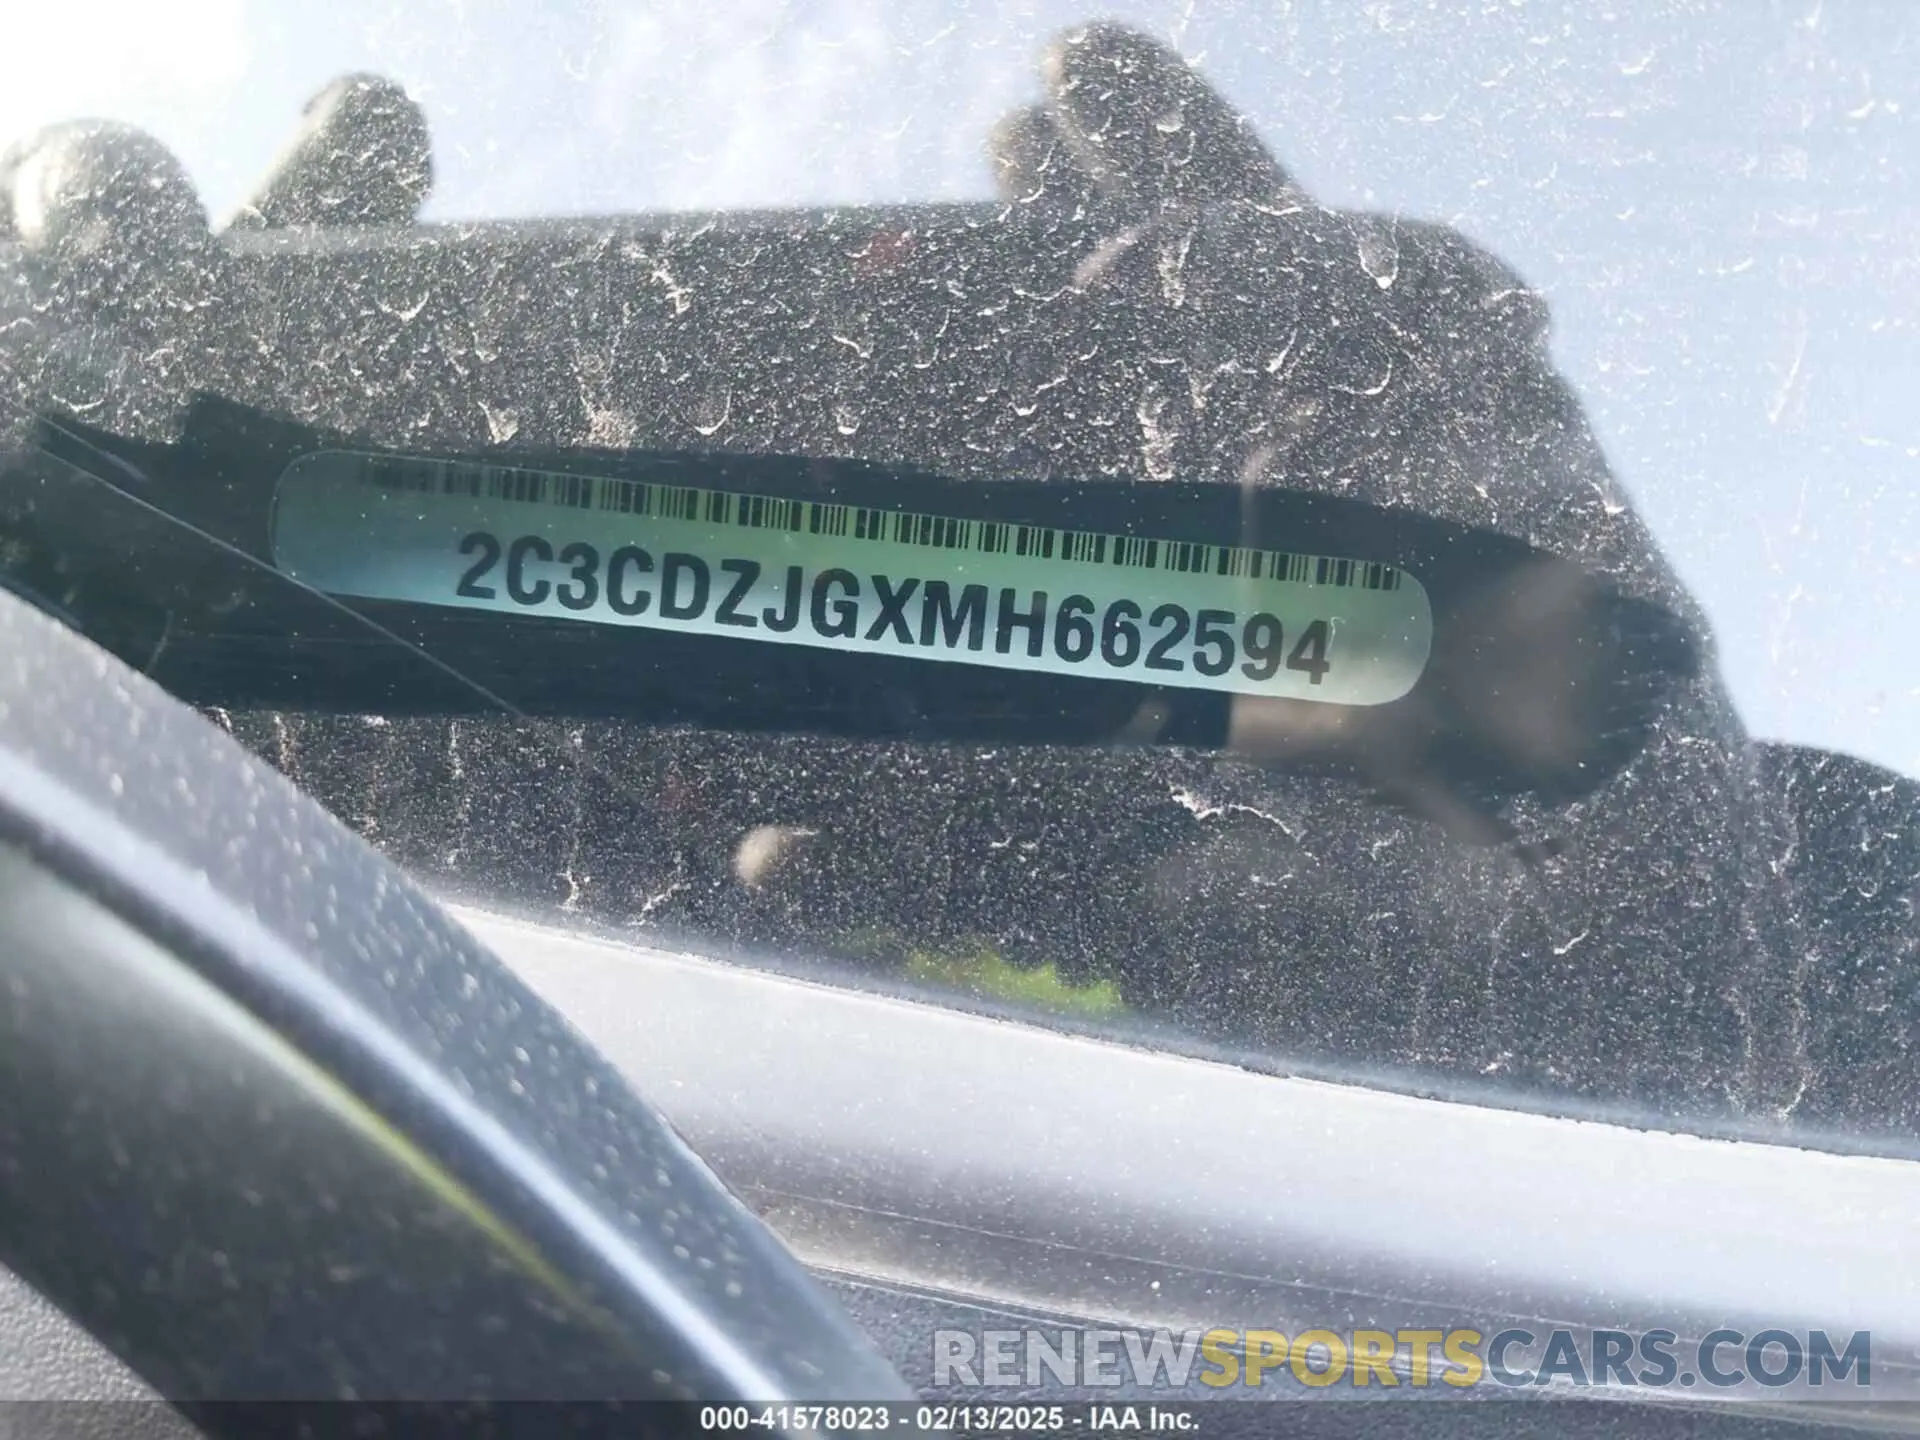 2C3CDZJGXMH662594
RENEWSPORTSCARS.COM
000-41578023 - 02/13/2025 - IAA Inc.